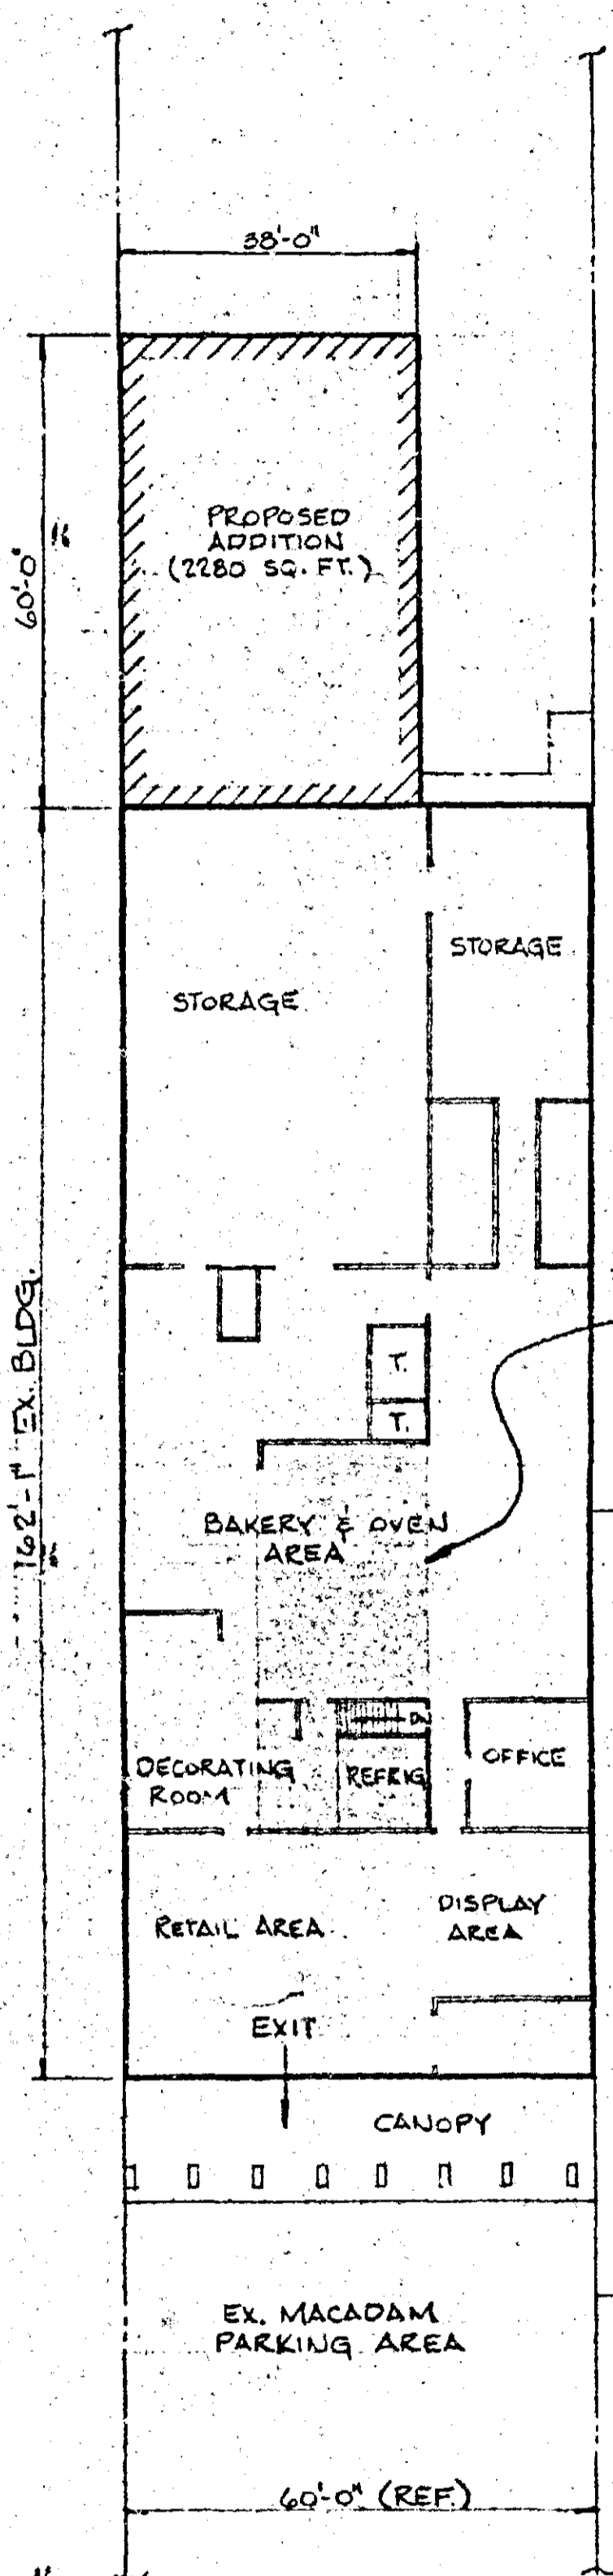 38'-0"
60'-0"
PROPOSED
ADDITION
(2280 SQ. FT.)
STORAGE
STORAGE
162'-1" EX. BLDG.
T.
T.
BAKERY & OVEN
AREA
DECORATING
ROOM
REFRIG
OFFICE
RETAIL AREA
DISPLAY
AREA
EXIT
CANOPY
EX. MACADAM
PARKING AREA
60'-0" (REF.)